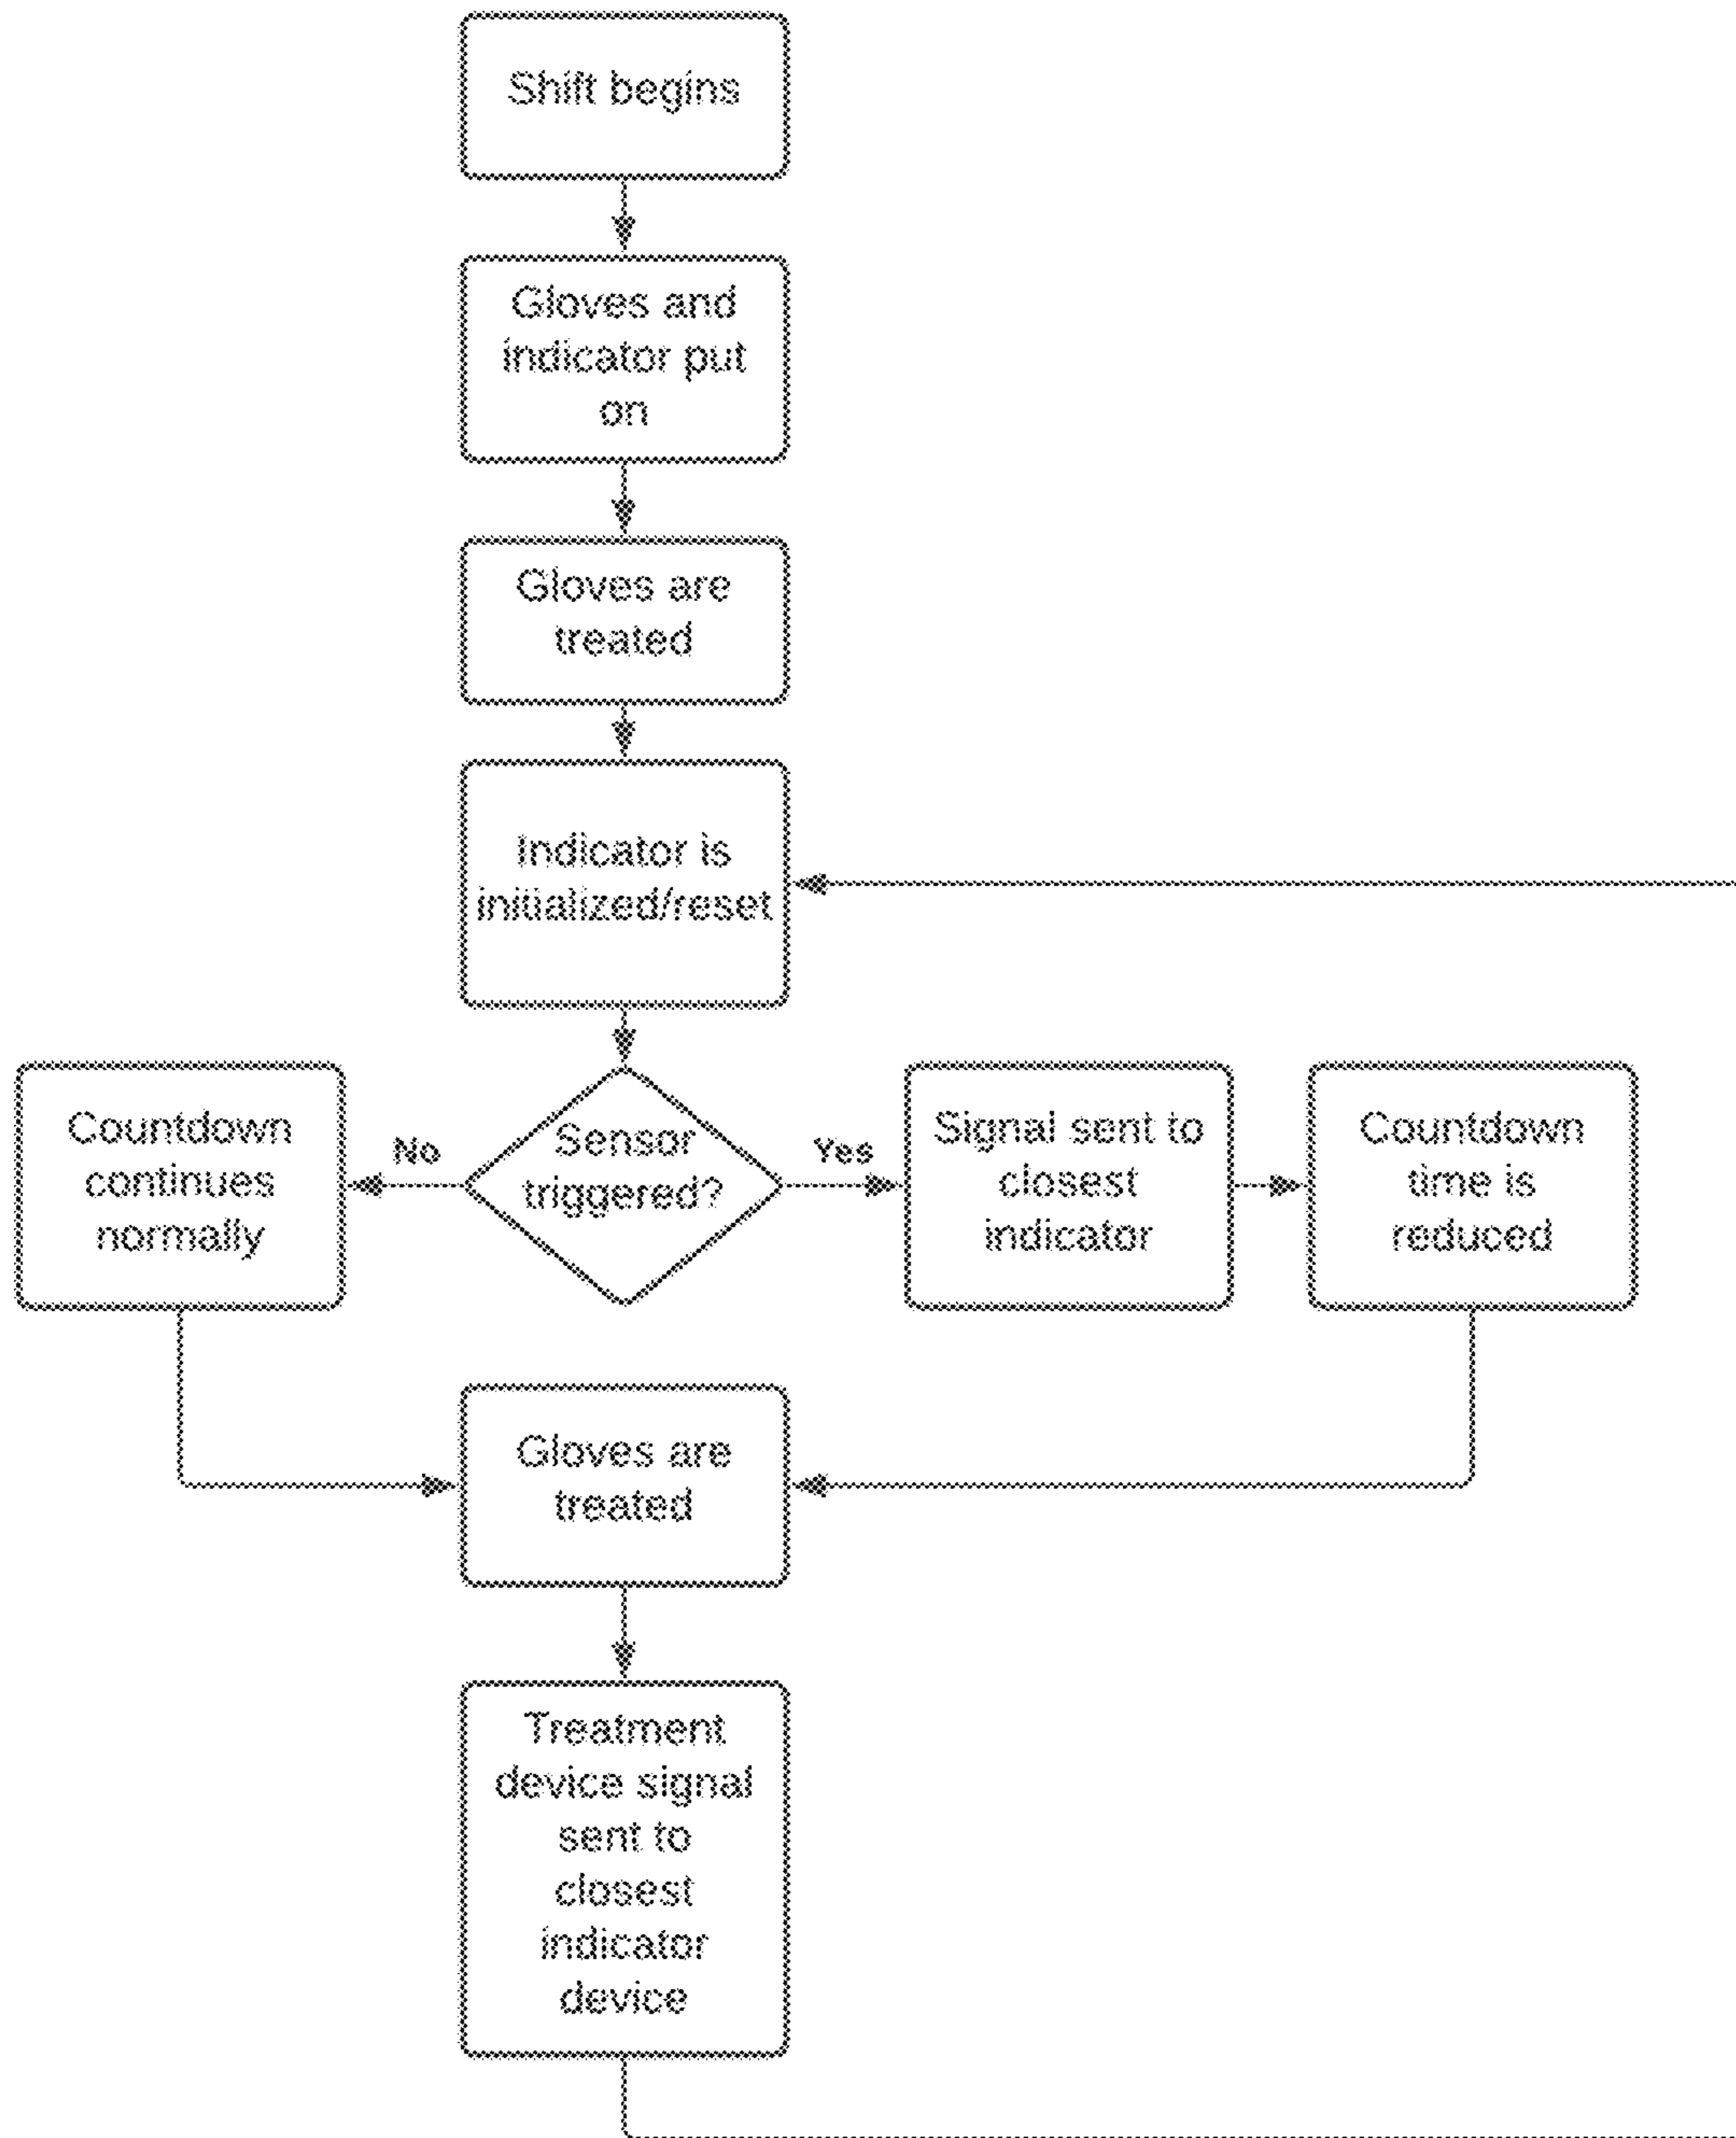 Shift begins
Gloves and
indicator put
on
Gloves are
treated
Indicator is
initialized/reset
Countdown
continues
normally
No
Sensor
triggered?
Yes
Signal sent to
closest
indicator
Countdown
time is
reduced
Gloves are
treated
Treatment
device signal
sent to
closest
indicator
device